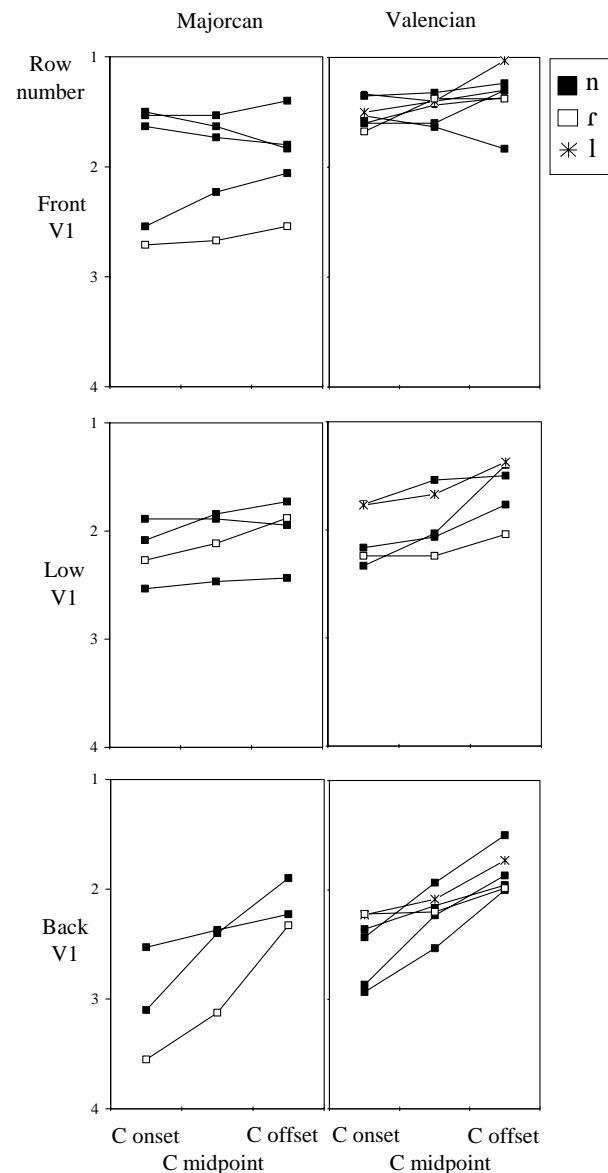 Majorcan
Valencian
Row
number
Front
V1
1
2
3
4
n
ɾ
l
Low
V1
1
2
3
4
Back
V1
1
2
3
4
C onset
C offset
C midpoint
C onset
C offset
C midpoint